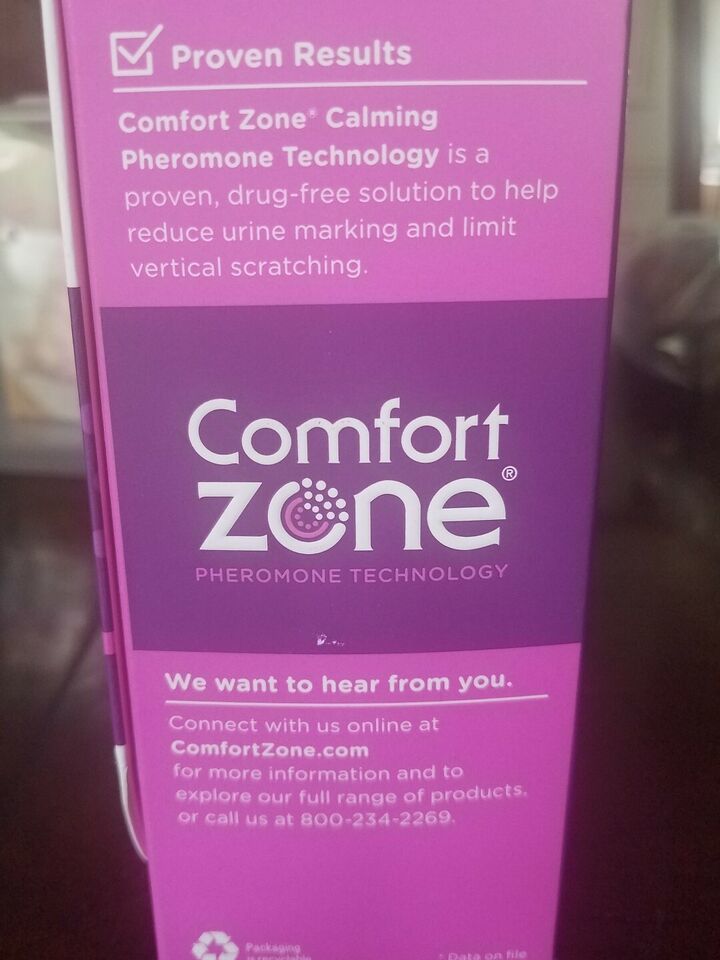 Proven Results
Comfort Zone® Calming
Pheromone Technology is a
proven, drug-free solution to help
reduce urine marking and limit
vertical scratching.
Comfort
zone®
PHEROMONE TECHNOLOGY
We want to hear from you.
Connect with us online at
ComfortZone.com
for more information and to
explore our full range of products.
or call us at 800-234-2269.
Packaging
is recyclable
* Data on file